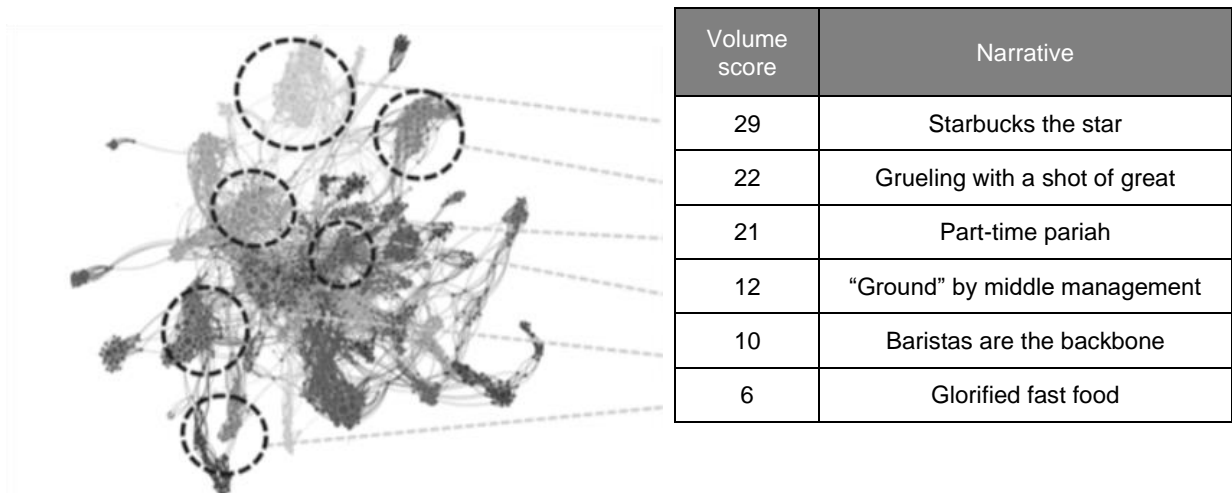 Volume
score
Narrative
29
Starbucks the star
22
Grueling with a shot of great
21
Part-time pariah
12
“Ground” by middle management
10
Baristas are the backbone
6
Glorified fast food